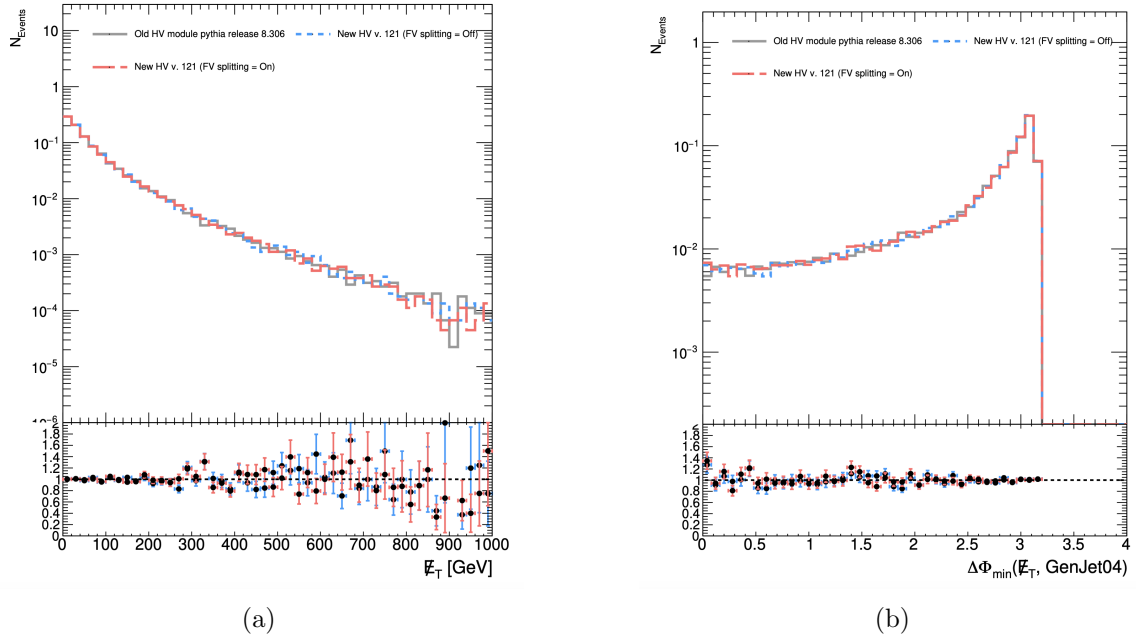 N_Events
10
1
10^-1
10^-2
10^-3
10^-4
10^-5
10^-6
Old HV module pythia release 8.306
New HV v. 121 (FV splitting = Off)
New HV v. 121 (FV splitting = On)
2
1.8
1.6
1.4
1.2
1
0.8
0.6
0.4
0.2
0
0 100 200 300 400 500 600 700 800 900 1000
E̸_T [GeV]
(a)
N_Events
1
10^-1
10^-2
10^-3
Old HV module pythia release 8.306
New HV v. 121 (FV splitting = Off)
New HV v. 121 (FV splitting = On)
2
1.8
1.6
1.4
1.2
1
0.8
0.6
0.4
0.2
0
0 0.5 1 1.5 2 2.5 3 3.5 4
ΔΦ_min(E̸_T, GenJet04)
(b)